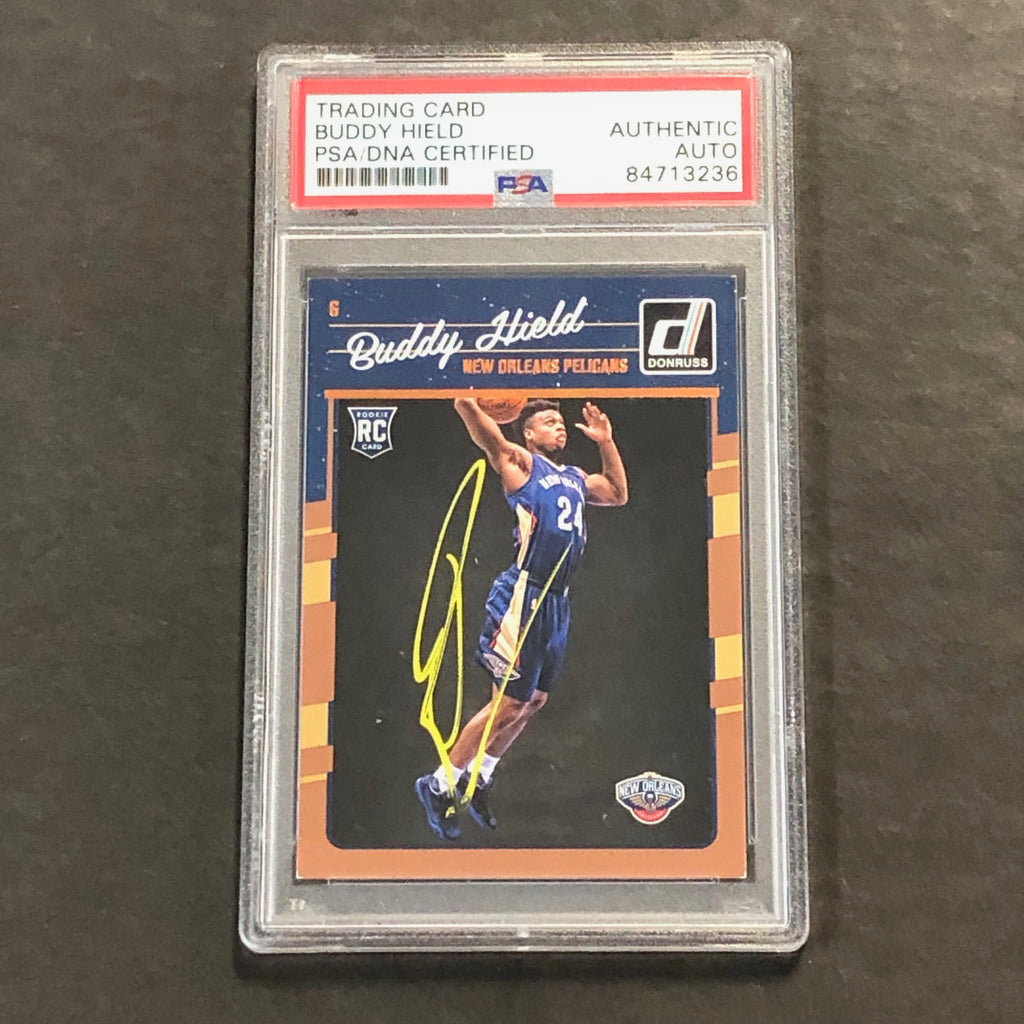 TRADING CARD
BUDDY HIELD
PSA/DNA CERTIFIED
AUTHENTIC
AUTO
84713236
PSA
G
Buddy Hield
NEW ORLEANS PELICANS
d
DONRUSS
ROOKIE
RC
CARD
24
NEW ORLEANS